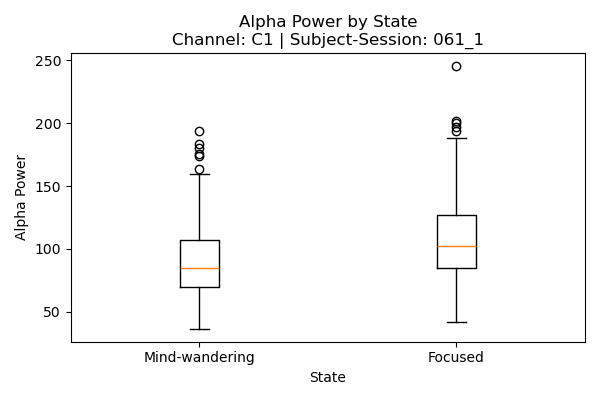 Alpha Power by State
Channel: C1 | Subject-Session: 061_1
250
200
150
100
50
Alpha Power
Mind-wandering
Focused
State